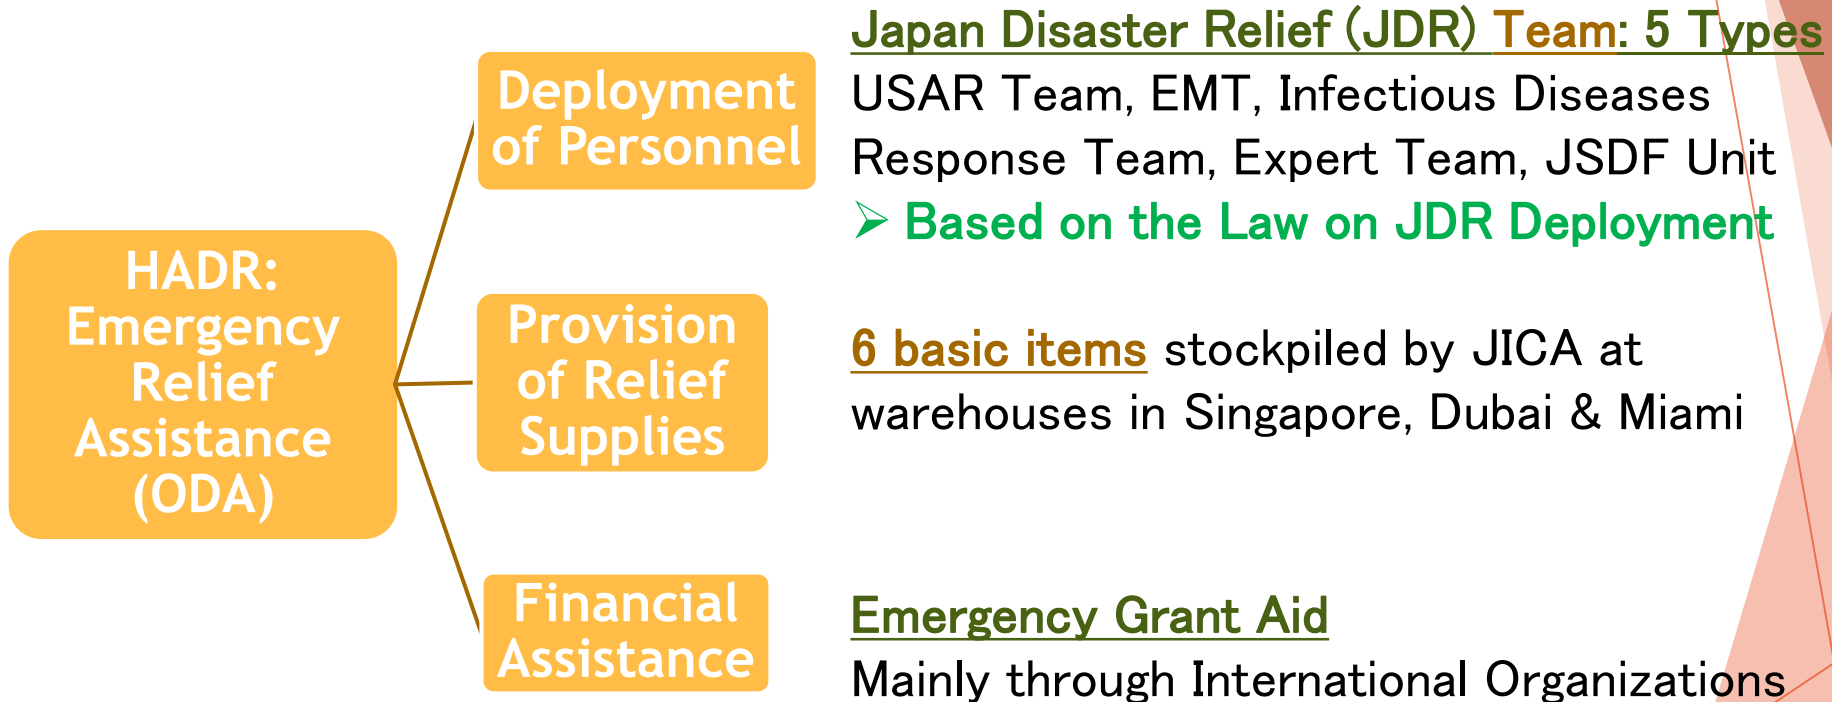 HADR:
Emergency
Relief
Assistance
(ODA)
Deployment
of Personnel
Japan Disaster Relief (JDR) Team: 5 Types
USAR Team, EMT, Infectious Diseases
Response Team, Expert Team, JSDF Unit
➢ Based on the Law on JDR Deployment
Provision
of Relief
Supplies
6 basic items stockpiled by JICA at
warehouses in Singapore, Dubai & Miami
Financial
Assistance
Emergency Grant Aid
Mainly through International Organizations